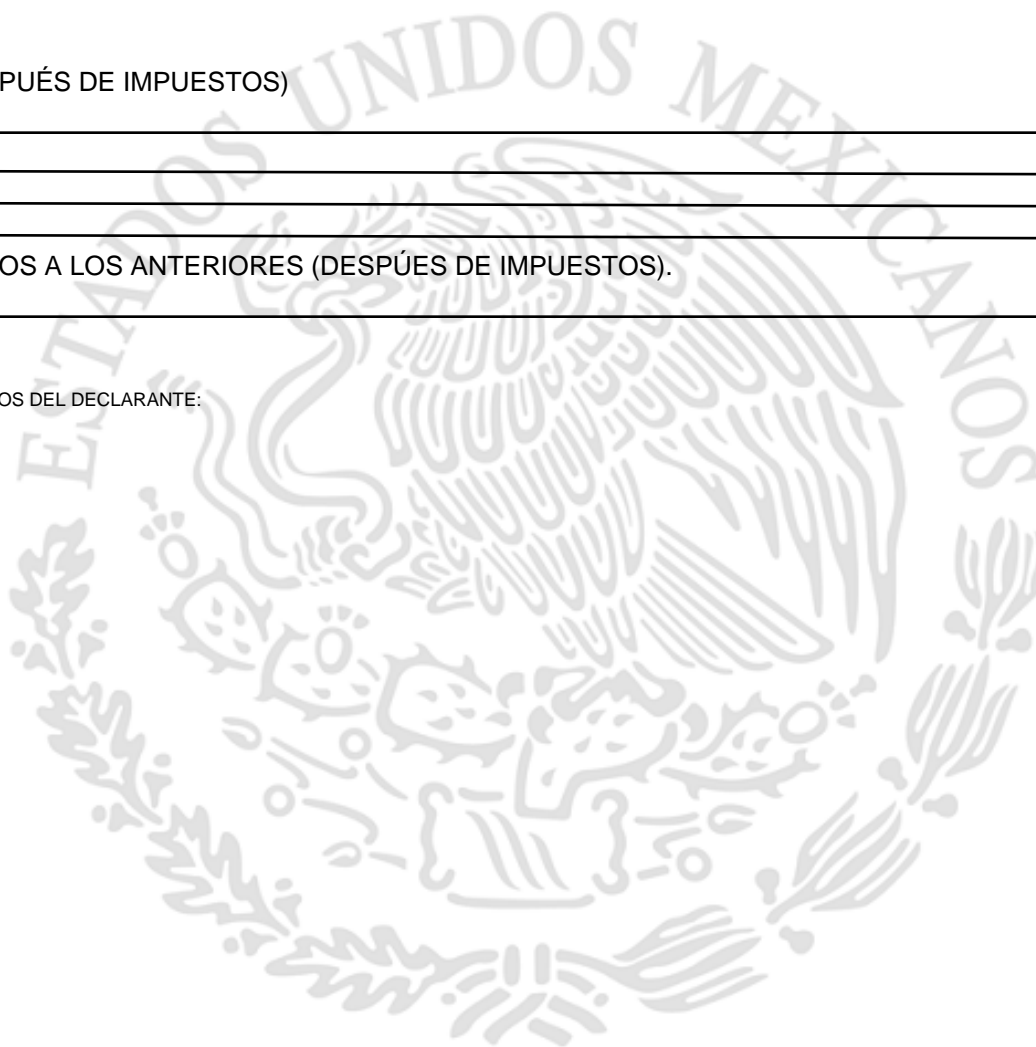 ESTADOS UNIDOS MEXICANOS
PUÉS DE IMPUESTOS)
OS A LOS ANTERIORES (DESPÚES DE IMPUESTOS).
OS DEL DECLARANTE: